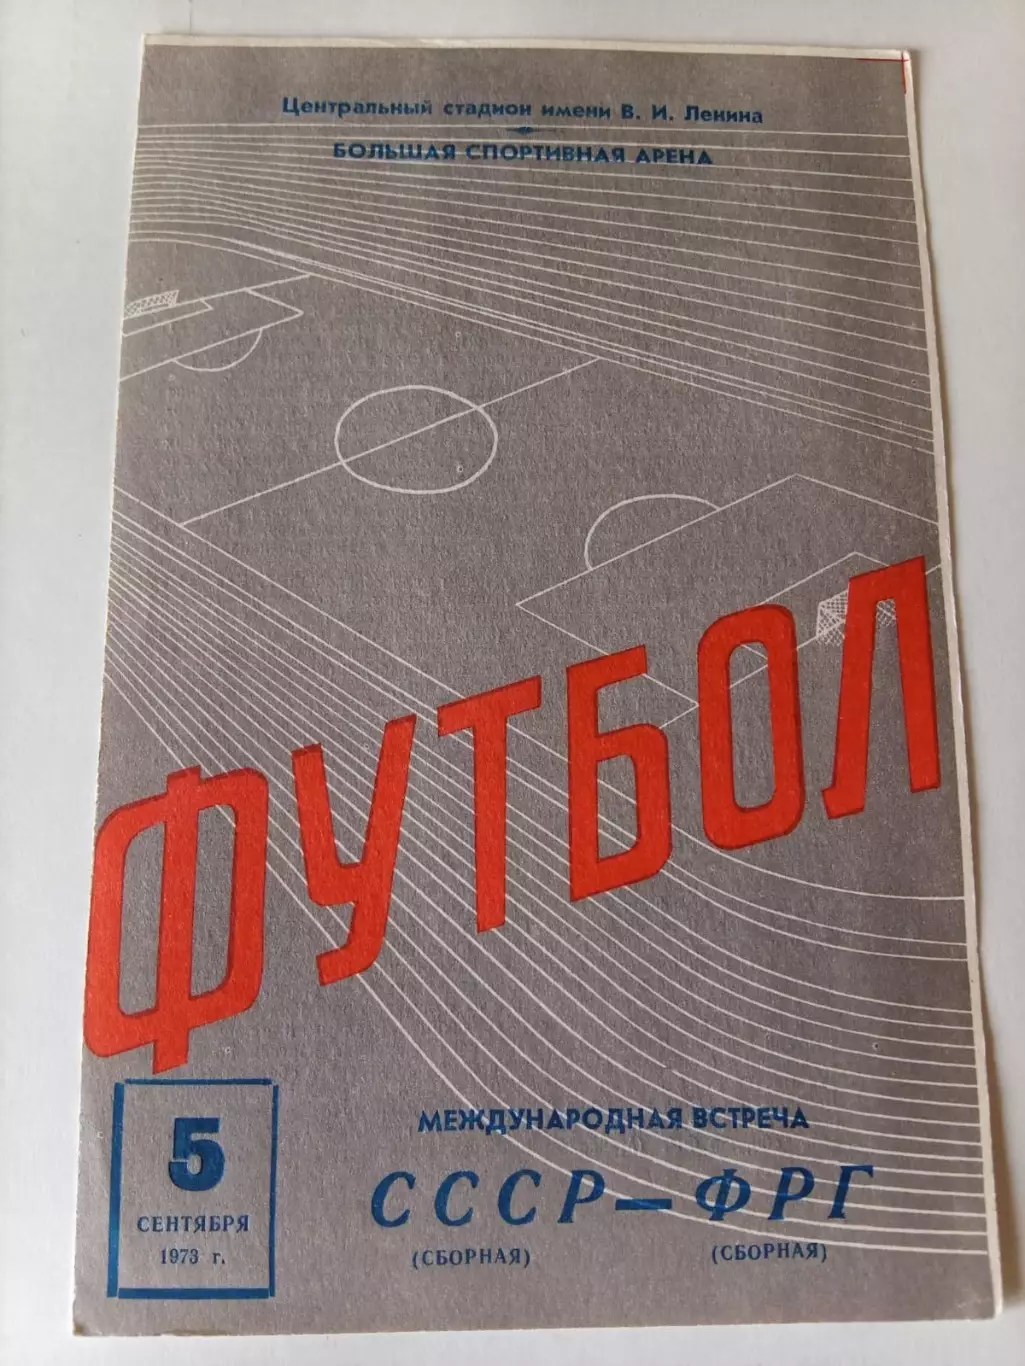 Центральный стадион имени В. И. Ленина
БОЛЬШАЯ СПОРТИВНАЯ АРЕНА
ФУТБОЛ
5
СЕНТЯБРЯ
1973 г.
МЕЖДУНАРОДНАЯ ВСТРЕЧА
СССР—ФРГ
(СБОРНАЯ) (СБОРНАЯ)